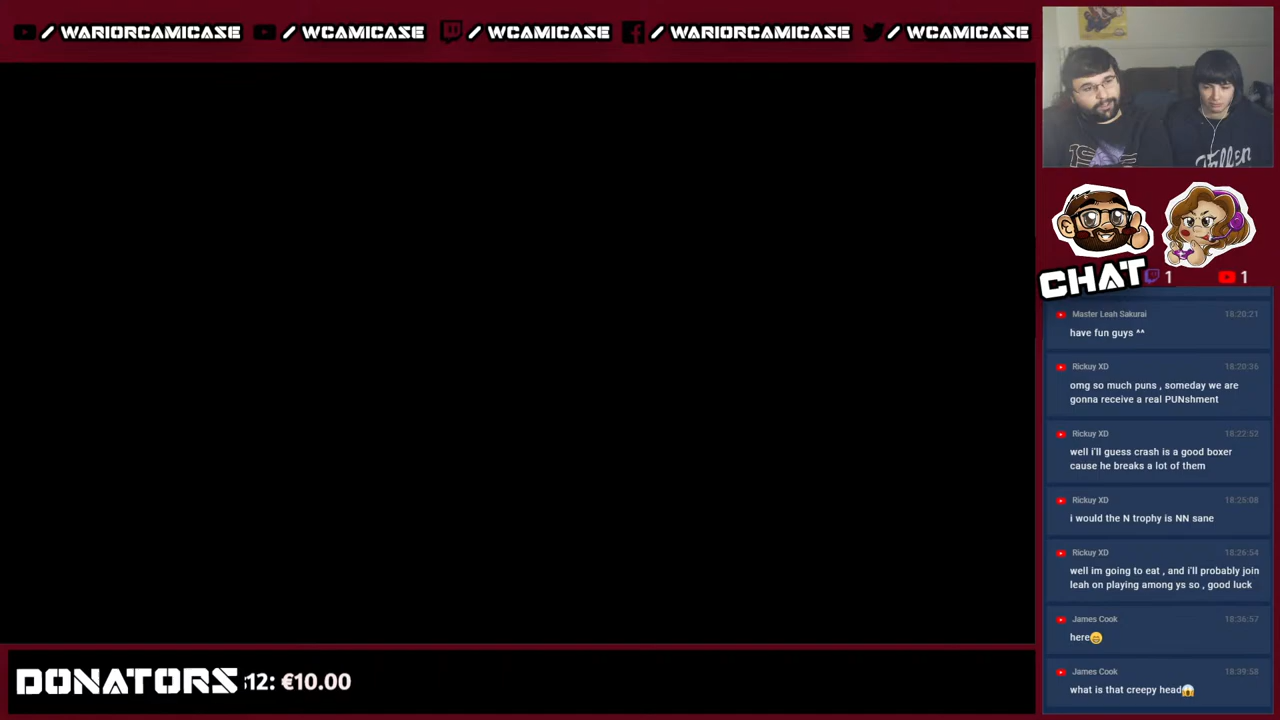 / WARIORCAMICASE / WCAMICASE / WCAMICASE / WARIORCAMICASE / WCAMICASE
Fallen
CHAT 1 1
Master Leah Sakurai 18:20:21
have fun guys ^^
Rickuy XD 18:20:36
omg so much puns , someday we are
gonna receive a real PUNshment
Rickuy XD 18:22:52
well i'll guess crash is a good boxer
cause he breaks a lot of them
Rickuy XD 18:25:08
i would the N trophy is NN sane
Rickuy XD 18:26:54
well im going to eat , and i'll probably join
leah on playing among ys so , good luck
James Cook 18:36:57
here😄
James Cook 18:39:58
what is that creepy head😱
DONATORS 12: €10.00